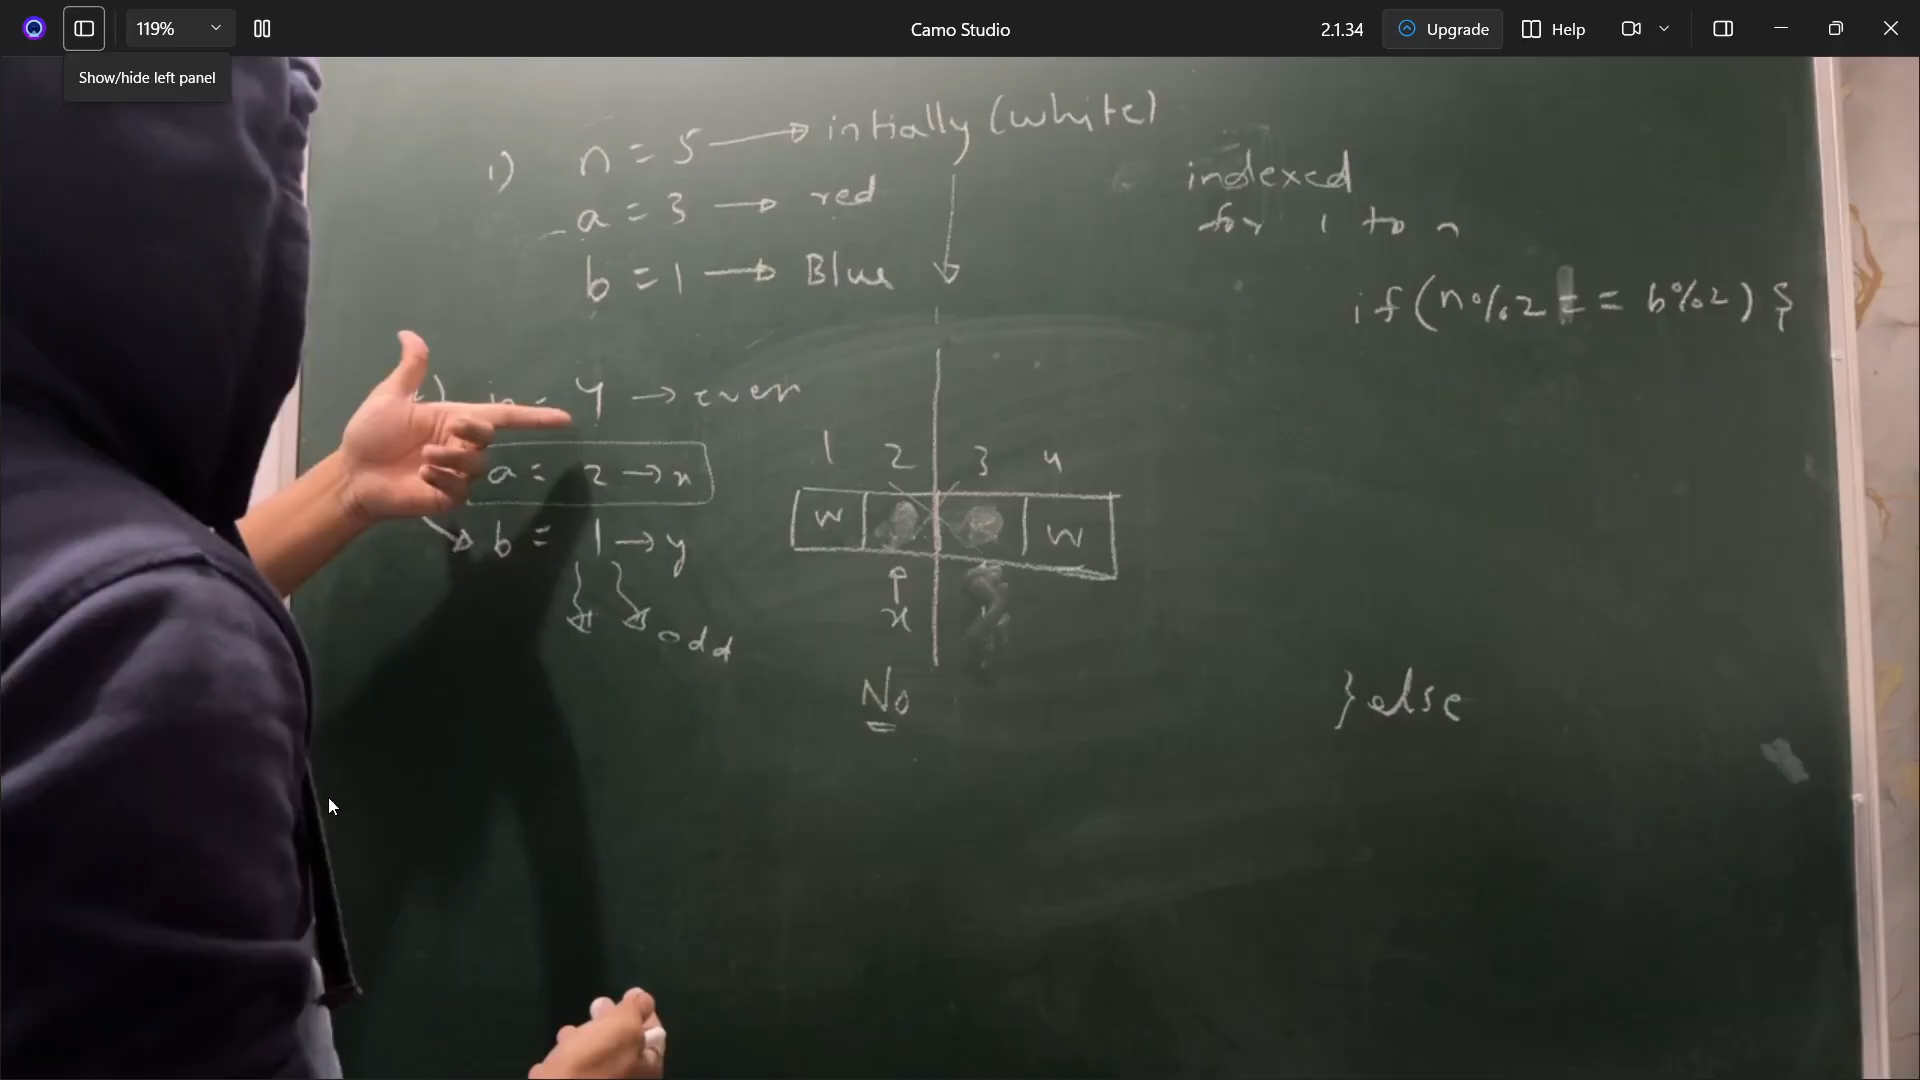 119%
Camo Studio
2.1.34
Upgrade
Help
Show/hide left panel
1) n = 5 → intially (white)
a = 3 → red
b = 1 → Blue
indexed
for 1 to n
if (n%2 == b%2) {
= 4 → even
a = 2 → x
b = 1 → y
odd
1 2 3 4
W W
x
No
} else